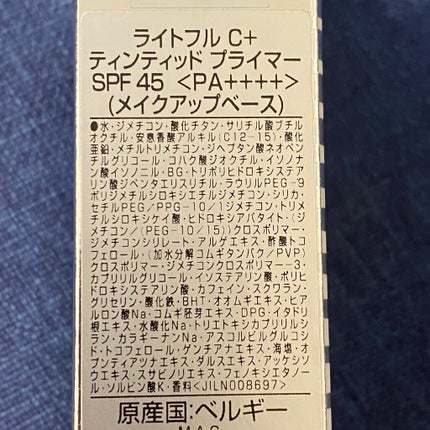 ライトフル C+
ティンティッド プライマー
SPF 45 <PA++++>
(メイクアップベース)
●水・ジメチコン・酸化チタン・サリチル酸ブチル
オクチル・安息香酸アルキル(C12-15)・酸化
亜鉛・メチルトリメチコン・ジヘプタン酸ネオペン
チルグリコール・コハク酸ジオクチル・イソノナ
ン酸イソノニル・BG・トリポリヒドロキシステア
リン酸ジペンタエリスリチル・ラウリルPEG-9
ポリジメチルシロキシエチルジメチコン・シリカ・
セチルPEG/PPG-10/1ジメチコン・トリメ
チルシロキシケイ酸・ヒドロキシアパタイト・(ジ
メチコン/(PEG-10/15))クロスポリマー・
ジメチコンシリレート・アルゲエキス・酢酸トコ
フェロール・(加水分解コムギタンパク/PVP)
クロスポリマー・ジメチコンクロスポリマー-3・
カプリリルグリコール・イソステアリン酸・ポリヒ
ドロキシステアリン酸・カフェイン・スクワラン・
グリセリン・酸化鉄・BHT・オオムギエキス・ヒア
ルロン酸Na・コムギ胚芽エキス・DPG・イタドリ
根エキス・水酸化Na・トリエトキシカプリリルシ
ラン・カラギーナンNa・アスコルビルグルコシ
ド・トコフェロール・ゲンチアナエキス・海塩・オプ
ンティアツナエキス・ダルスエキス・アッケシソ
ウエキス・スサビノリエキス・フェノキシエタノー
ル・ソルビン酸K・香料<JILN008697>
原産国:ベルギー
M・A・C